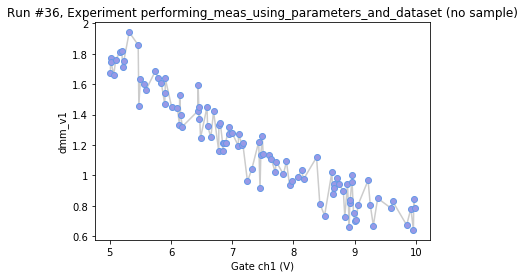 Run #36, Experiment performing_meas_using_parameters_and_dataset (no sample)
2
1.8
1.6
1.4
1.2
1
0.8
0.6
dmm_v1
5 6 7 8 9 10
Gate ch1 (V)